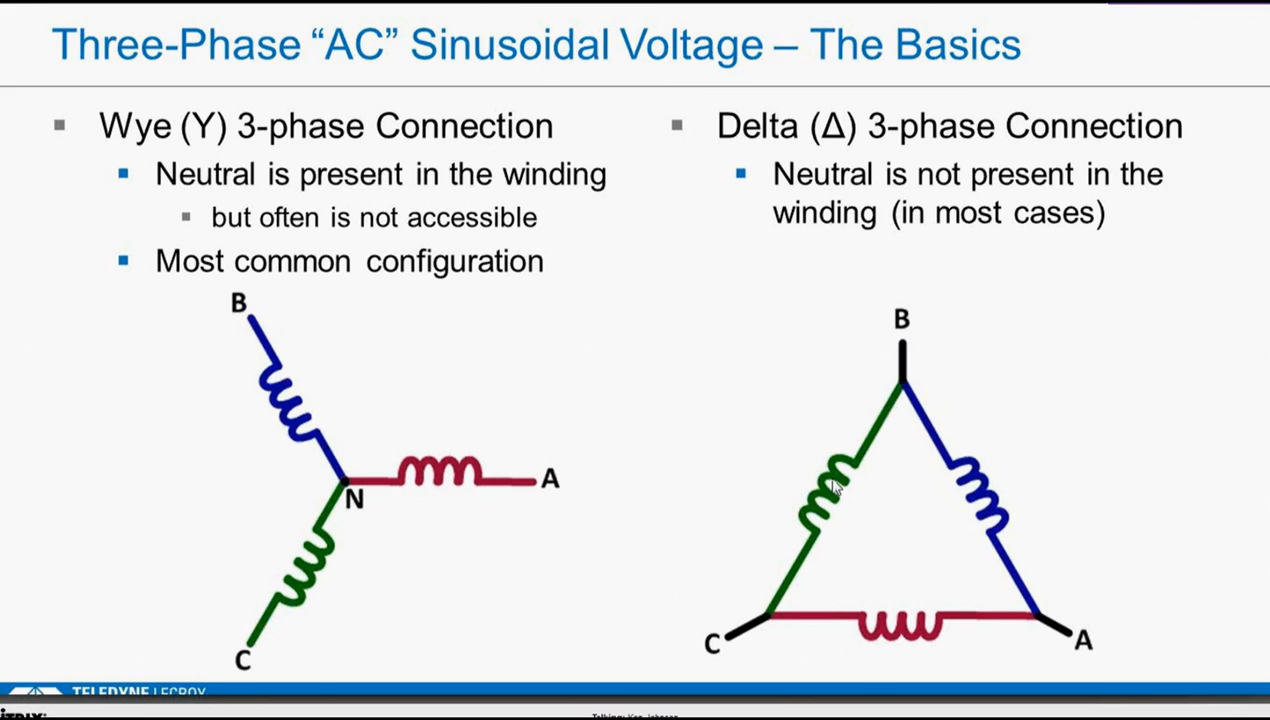 Three-Phase “AC” Sinusoidal Voltage – The Basics
Wye (Y) 3-phase Connection
Neutral is present in the winding
but often is not accessible
Most common configuration
Delta (Δ) 3-phase Connection
Neutral is not present in the
winding (in most cases)
B
A
N
C
B
C
A
TELEDYNE LECROY